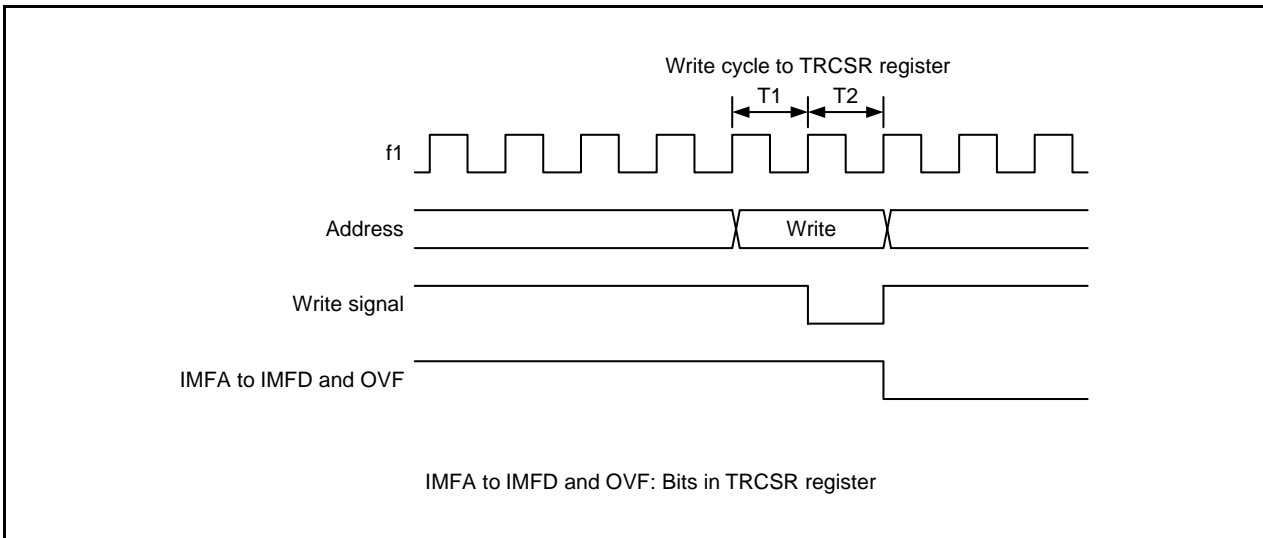 Write cycle to TRCSR register
T1 T2
f1
Address Write
Write signal
IMFA to IMFD and OVF
IMFA to IMFD and OVF: Bits in TRCSR register